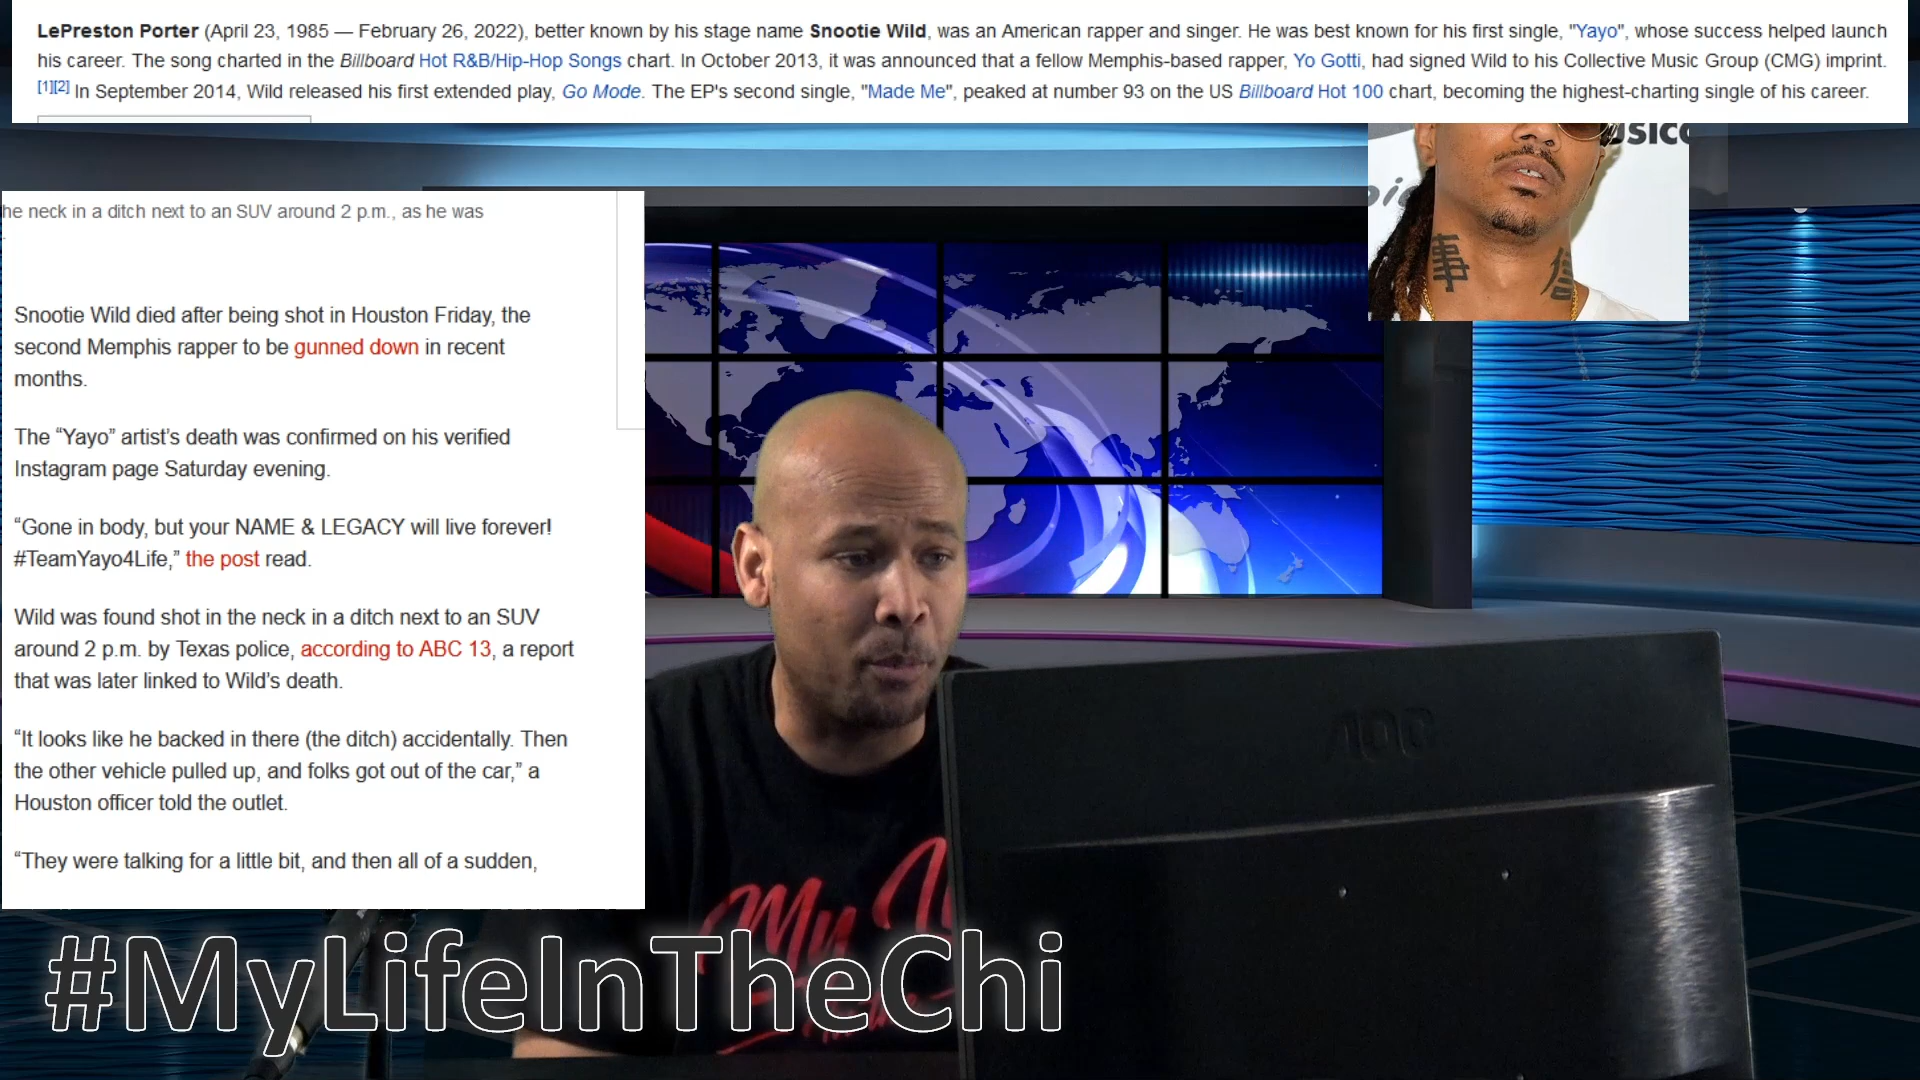 LePreston Porter (April 23, 1985 — February 26, 2022), better known by his stage name Snootie Wild, was an American rapper and singer. He was best known for his first single, "Yayo", whose success helped launch
his career. The song charted in the Billboard Hot R&B/Hip-Hop Songs chart. In October 2013, it was announced that a fellow Memphis-based rapper, Yo Gotti, had signed Wild to his Collective Music Group (CMG) imprint.
[1][2] In September 2014, Wild released his first extended play, Go Mode. The EP's second single, "Made Me", peaked at number 93 on the US Billboard Hot 100 chart, becoming the highest-charting single of his career.
he neck in a ditch next to an SUV around 2 p.m., as he was
Snootie Wild died after being shot in Houston Friday, the
second Memphis rapper to be gunned down in recent
months.
The “Yayo” artist’s death was confirmed on his verified
Instagram page Saturday evening.
“Gone in body, but your NAME & LEGACY will live forever!
#TeamYayo4Life,” the post read.
Wild was found shot in the neck in a ditch next to an SUV
around 2 p.m. by Texas police, according to ABC 13, a report
that was later linked to Wild’s death.
“It looks like he backed in there (the ditch) accidentally. Then
the other vehicle pulled up, and folks got out of the car,” a
Houston officer told the outlet.
“They were talking for a little bit, and then all of a sudden,
AOC
My
#MyLifeInTheChi